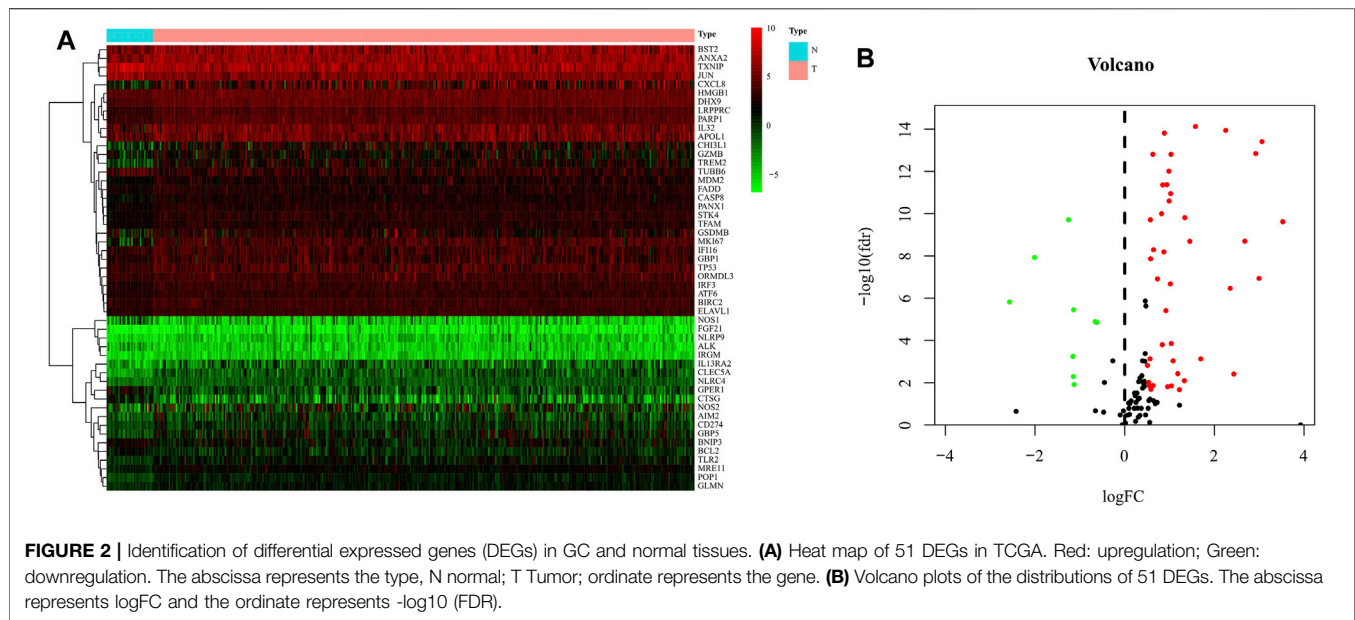 A
Type
BST2
ANXA2
TXNIP
JUN
CXCL8
HMGB1
DHX9
LRPPRC
PARP1
IL32
APOL1
CHI3L1
GZMB
TREM2
TUBB6
MDM2
FADD
CASP8
PANX1
STK4
TFAM
GSDMB
MKI67
IFI16
GBP1
TP53
ORMDL3
IRF3
ATF6
BIRC2
ELAVL1
NOS1
FGF21
NLRP9
ALK
IRGM
IL13RA2
CLEC5A
NLRC4
GPER1
CTSG
NOS2
AIM2
CD274
GBP5
BNIP3
BCL2
TLR2
MRE11
POP1
GLMN
10
5
0
−5
Type
N
T
B
Volcano
−log10(fdr)
14
12
10
8
6
4
2
0
−4
−2
0
2
4
logFC
FIGURE 2 | Identification of differential expressed genes (DEGs) in GC and normal tissues. (A) Heat map of 51 DEGs in TCGA. Red: upregulation; Green:
downregulation. The abscissa represents the type, N normal; T Tumor; ordinate represents the gene. (B) Volcano plots of the distributions of 51 DEGs. The abscissa
represents logFC and the ordinate represents -log10 (FDR).